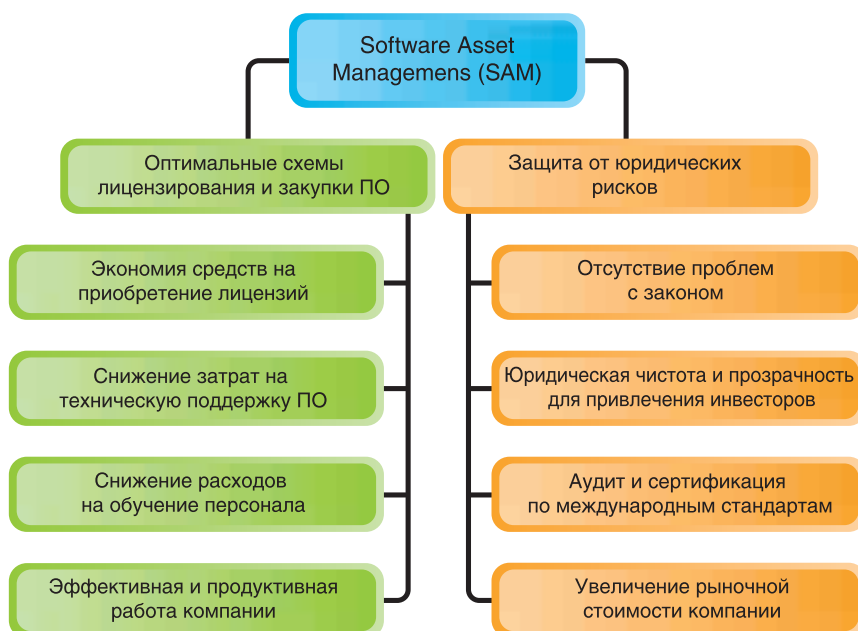 Software Asset
Managemens (SAM)
Оптимальные схемы
лицензирования и закупки ПО
Экономия средств на
приобретение лицензий
Снижение затрат на
техническую поддержку ПО
Снижение расходов
на обучение персонала
Эффективная и продуктивная
работа компании
Защита от юридических
рисков
Отсутствие проблем
с законом
Юридическая чистота и прозрачность
для привлечения инвесторов
Аудит и сертификация
по международным стандартам
Увеличение рыночной
стоимости компании